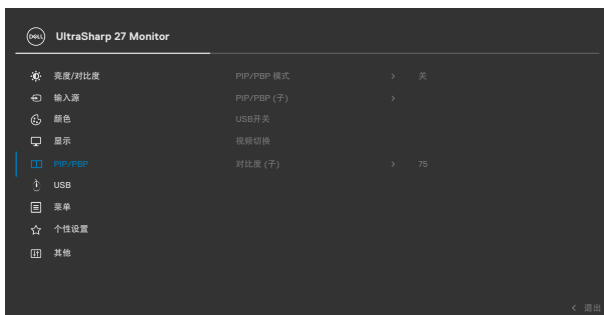 DELL UltraSharp 27 Monitor
亮度/对比度 PIP/PBP 模式 > 关
输入源 PIP/PBP (子) >
颜色 USB开关
显示 视频切换
PIP/PBP 对比度 (子) > 75
USB
菜单
个性设置
其他
< 退出